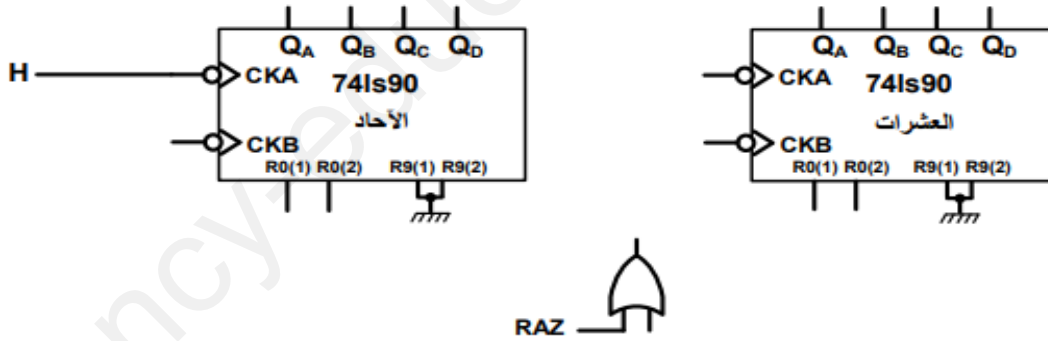 QA QB QC QD
H
CKA
74ls90
الآحاد
CKB
R0(1) R0(2) R9(1) R9(2)
QA QB QC QD
CKA
74ls90
العشرات
CKB
R0(1) R0(2) R9(1) R9(2)
RAZ